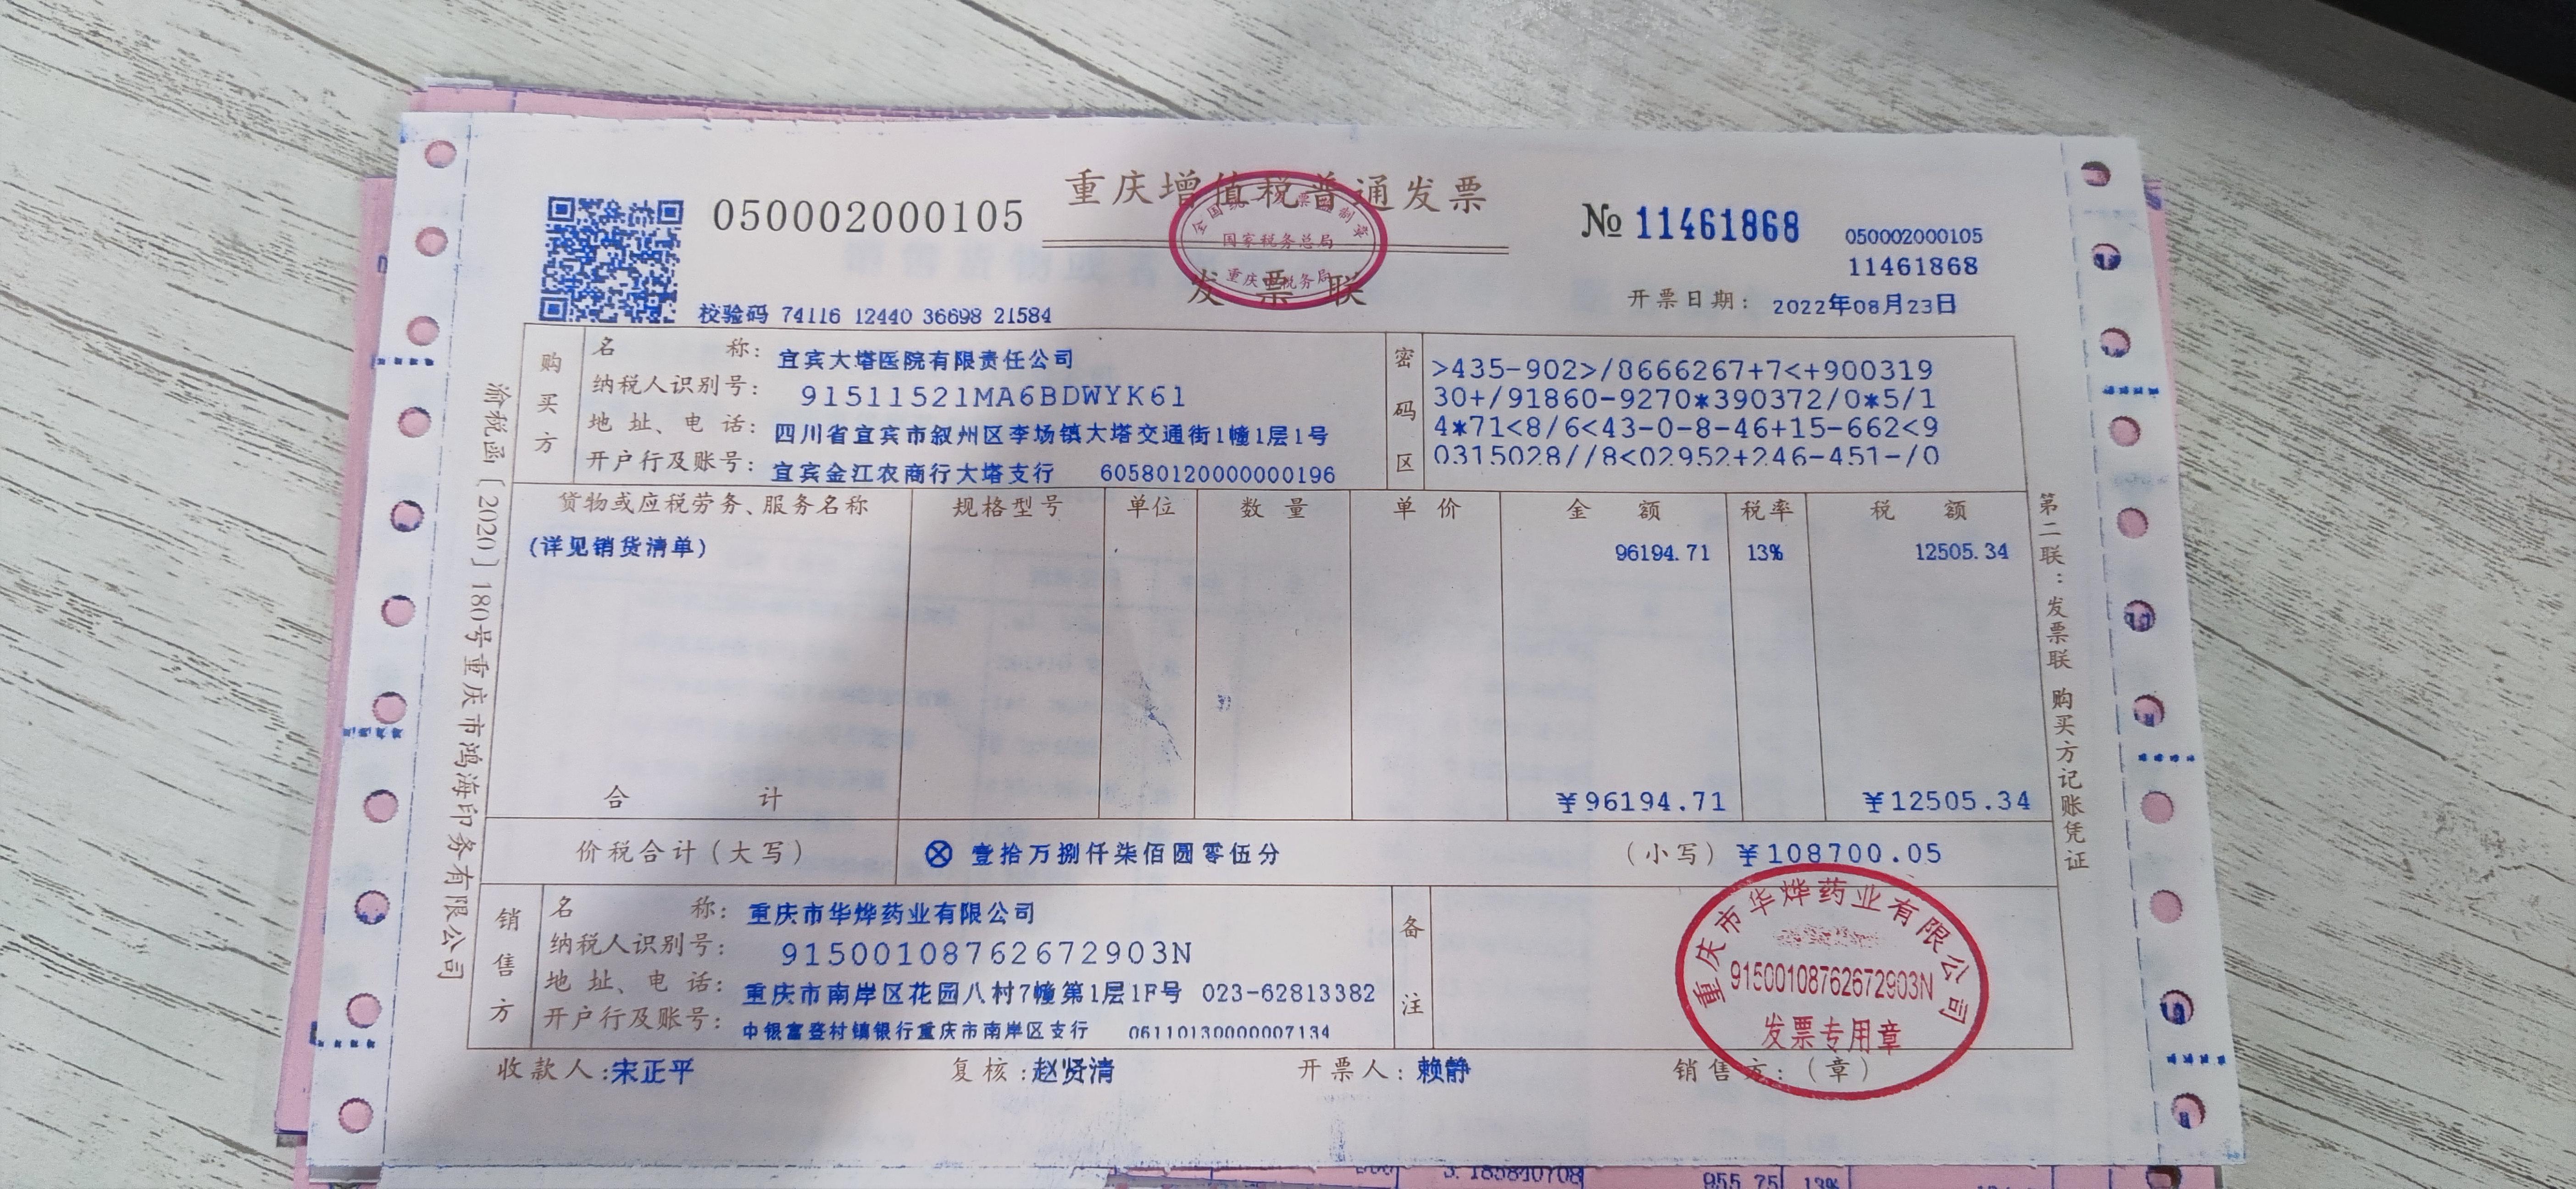 重庆增值税普通发票
050002000105
№ 11461868
050002000105
11461868
国家税务总局
重庆市税务局
发票联
校验码 74116 12440 36698 21584
开票日期: 2022年08月23日
购买方
名称: 宜宾大塔医院有限责任公司
纳税人识别号: 91511521MA6BDWYK61
地址、电话: 四川省宜宾市叙州区李场镇大塔交通街1幢1层1号
开户行及账号: 宜宾金江农商行大塔支行 60580120000000196
密码区
>435-902>/8666267+7<+900319
30+/91860-9270*390372/0*5/1
4*71<8/6<43-0-8-46+15-662<9
0315028//8<02952+246-451-/0
货物或应税劳务、服务名称 规格型号 单位 数量 单价 金额 税率 税额
(详见销货清单) 96194.71 13% 12505.34
合计 ¥96194.71 ¥12505.34
价税合计(大写) ⊗ 壹拾万捌仟柒佰圆零伍分 (小写) ¥108700.05
销售方
名称: 重庆市华烨药业有限公司
纳税人识别号: 91500108762672903N
地址、电话: 重庆市南岸区花园八村7幢第1层1F号 023-62813382
开户行及账号: 中银富登村镇银行重庆市南岸区支行 06110130000007134
备注
重庆市华烨药业有限公司
91500108762672903N
发票专用章
收款人:宋正平 复核:赵贤清 开票人:赖静 销售方:(章)
渝税函〔2020〕180号重庆市鸿海印务有限公司
第二联:发票联 购买方记账凭证
3.185840708
955.75 13%